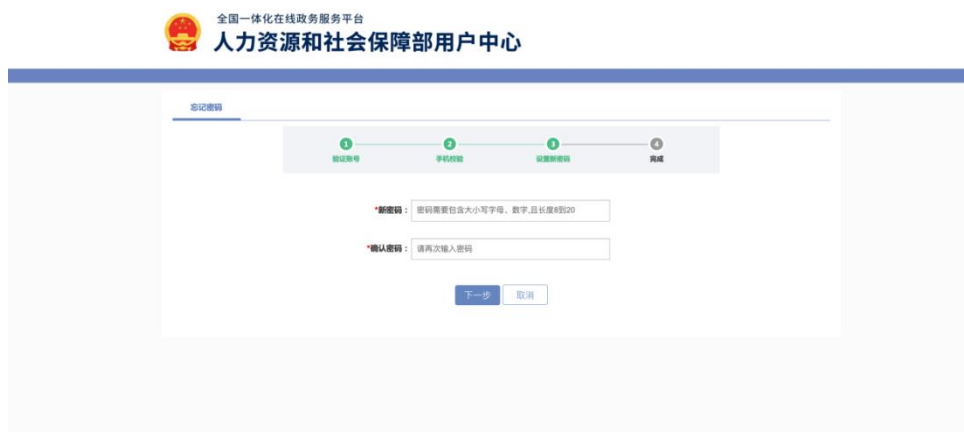 全国一体化在线政务服务平台
人力资源和社会保障部用户中心
忘记密码
1 2 3 4
验证账号 手机校验 设置新密码 完成
*新密码： 密码需要包含大小写字母、数字,且长度8到20
*确认密码： 请再次输入密码
下一步 取消